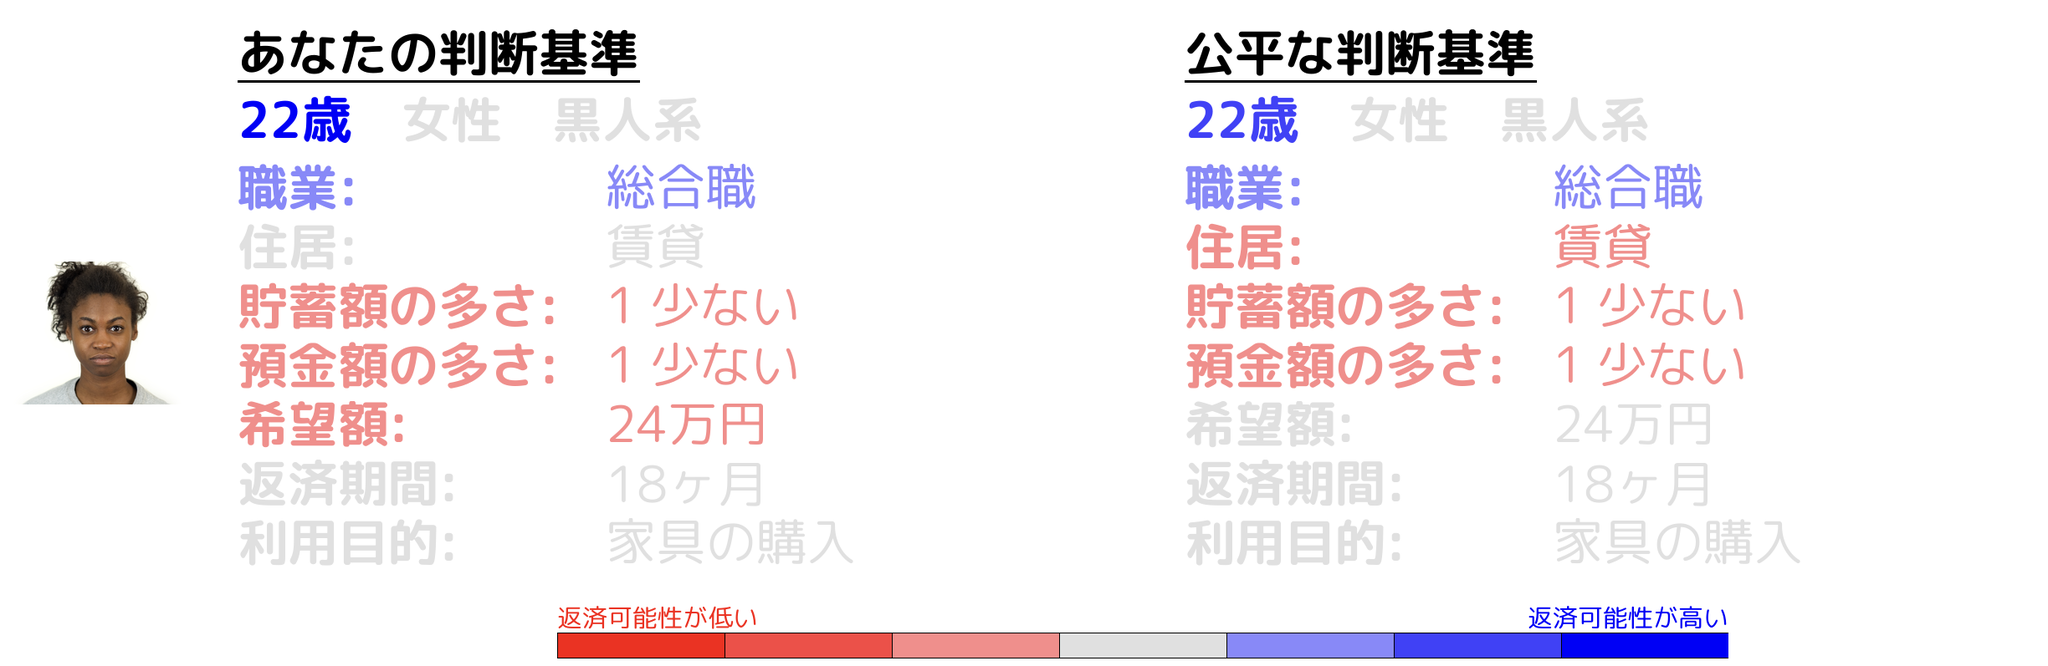 あなたの判断基準
22歳 女性 黒人系
職業: 総合職
住居: 賃貸
貯蓄額の多さ: 1 少ない
預金額の多さ: 1 少ない
希望額: 24万円
返済期間: 18ヶ月
利用目的: 家具の購入
公平な判断基準
22歳 女性 黒人系
職業: 総合職
住居: 賃貸
貯蓄額の多さ: 1 少ない
預金額の多さ: 1 少ない
希望額: 24万円
返済期間: 18ヶ月
利用目的: 家具の購入
返済可能性が低い
返済可能性が高い